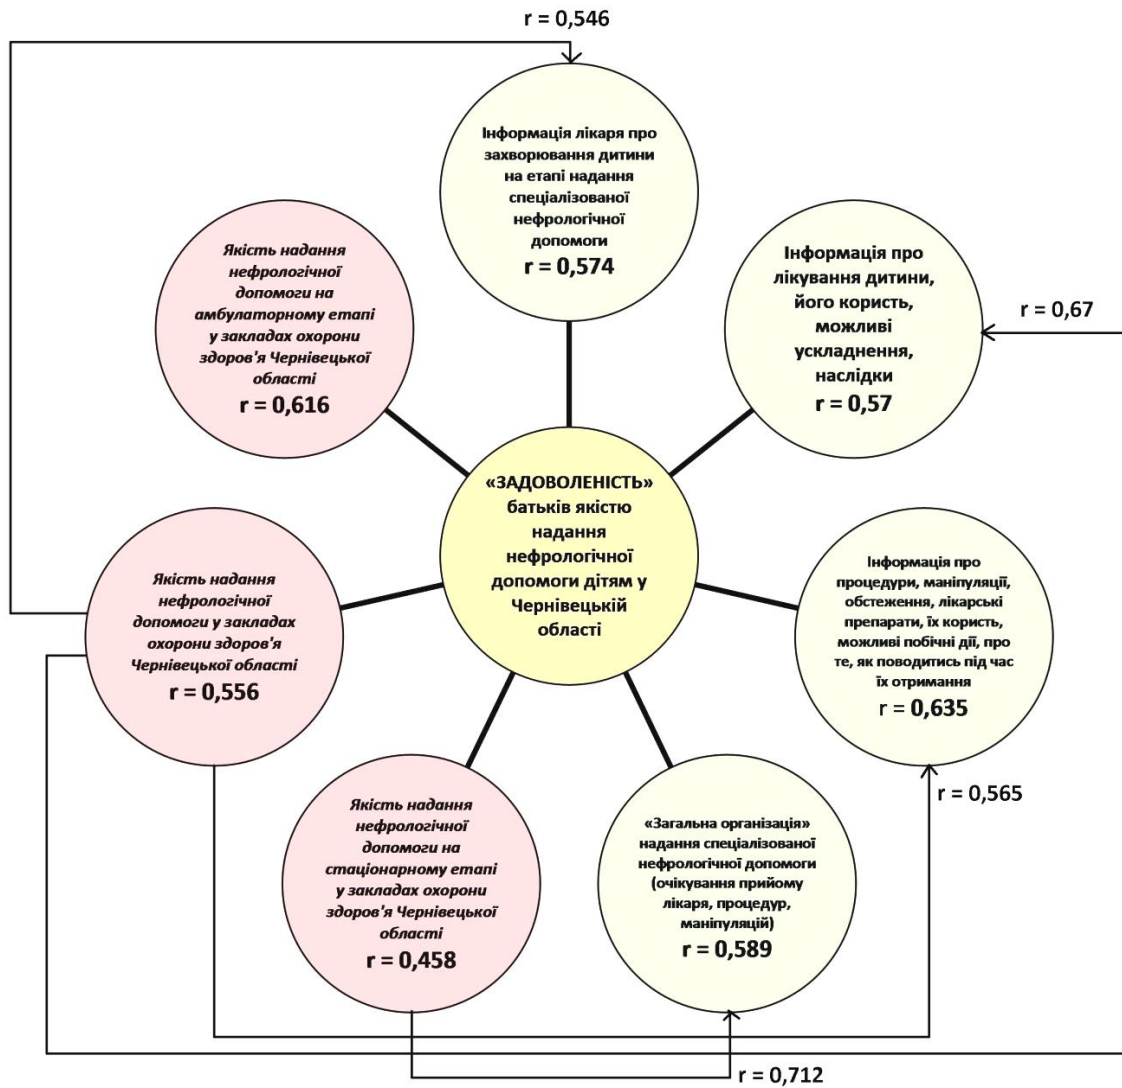 r = 0,546
Інформація лікаря про
захворювання дитини
на етапі надання
спеціалізованої
нефрологічної
допомоги
r = 0,574
Якість надання
нефрологічної
допомоги на
амбулаторному етапі
у закладах охорони
здоров'я Чернівецької
області
r = 0,616
Інформація про
лікування дитини,
його користь,
можливі
ускладнення,
наслідки
r = 0,57
r = 0,67
«ЗАДОВОЛЕНІСТЬ»
батьків якістю
надання
нефрологічної
допомоги дітям у
Чернівецькій
області
Якість надання
нефрологічної
допомоги у закладах
охорони здоров'я
Чернівецької області
r = 0,556
Інформація про
процедури, маніпуляції,
обстеження, лікарські
препарати, їх користь,
можливі побічні дії, про
те, як поводитись під час
їх отримання
r = 0,635
r = 0,565
Якість надання
нефрологічної
допомоги на
стаціонарному етапі
у закладах охорони
здоров'я Чернівецької
області
r = 0,458
«Загальна організація»
надання спеціалізованої
нефрологічної допомоги
(очікування прийому
лікаря, процедур,
маніпуляцій)
r = 0,589
r = 0,712